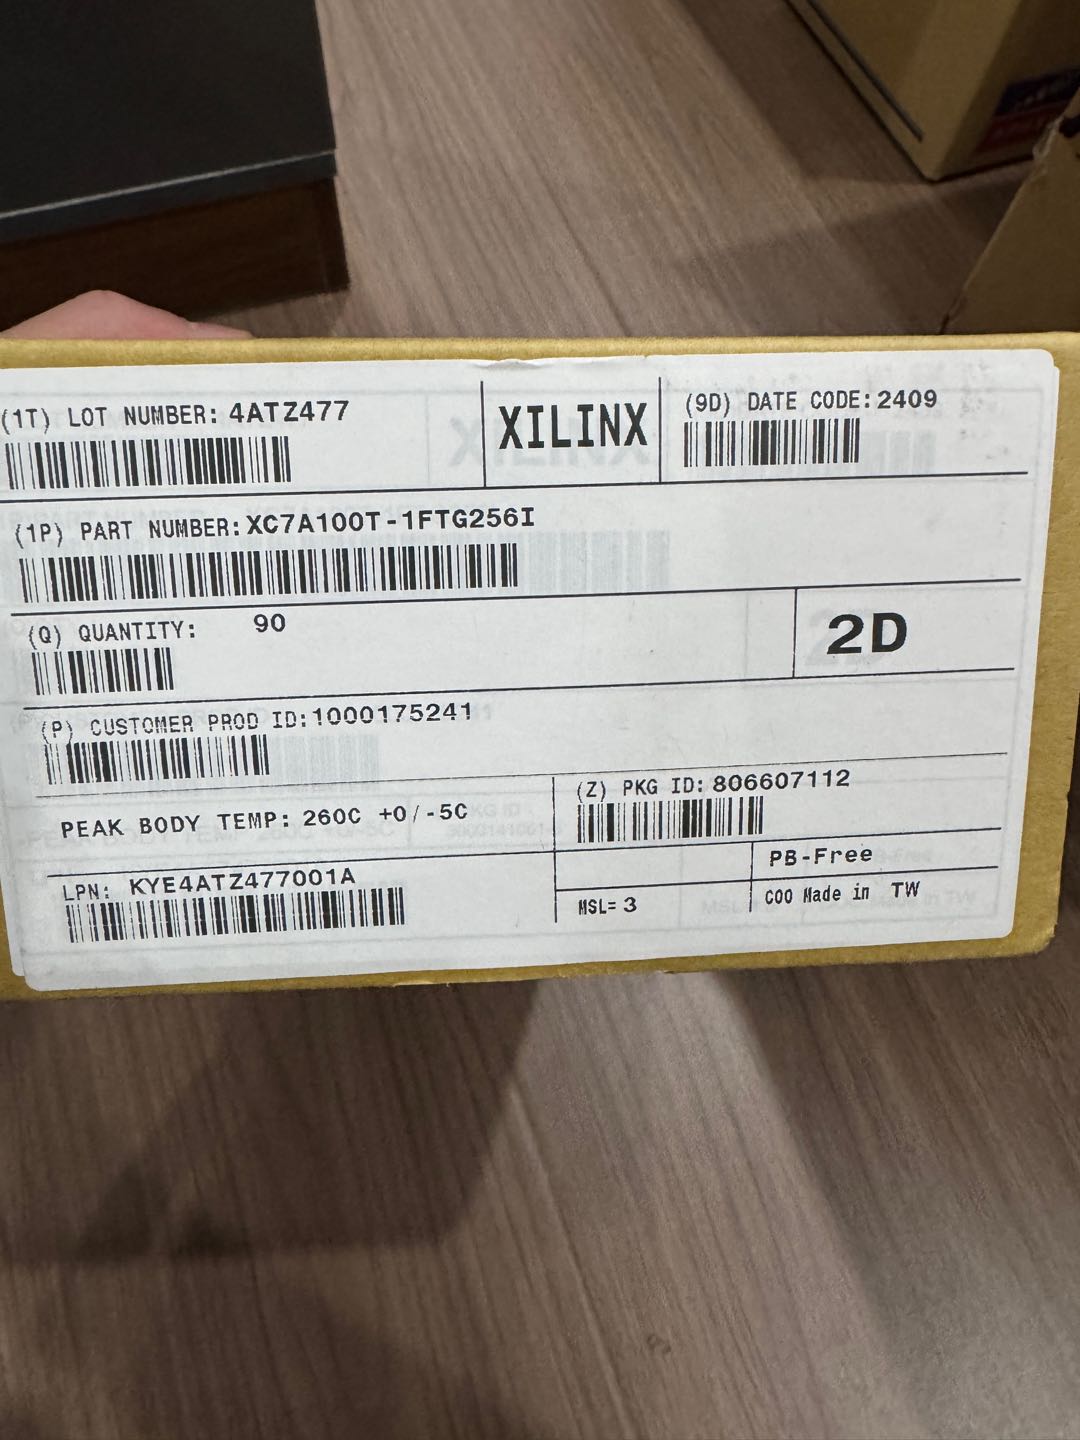 (1T) LOT NUMBER: 4ATZ477
XILINX
(9D) DATE CODE: 2409
(1P) PART NUMBER: XC7A100T-1FTG256I
(Q) QUANTITY: 90
2D
(P) CUSTOMER PROD ID: 1000175241
PEAK BODY TEMP: 260C +0/-5C
(Z) PKG ID: 806607112
PB-Free
LPN: KYE4ATZ477001A
MSL= 3
COO Made in TW